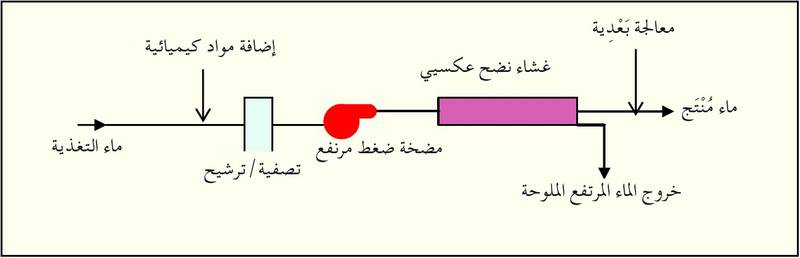 معالجة بَعْدِية
إضافة مواد كيميائية
غشاء نضح عكسيي
ماء مُنْتَج
ماء التغذية
مضخة ضغط مرنفع
تصفية / ترشيح
خروج الماء المرتفع الملوحة